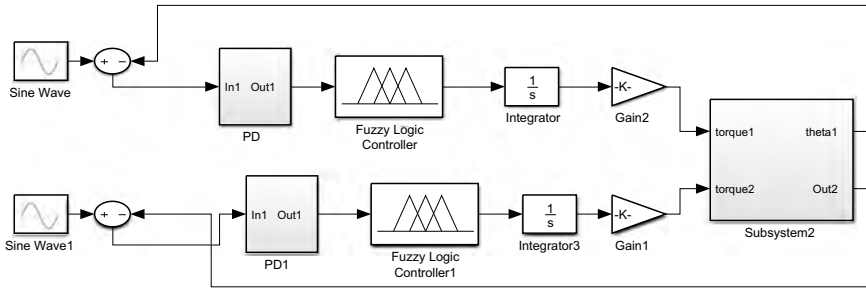 + −
Sine Wave
In1 Out1
PD
Fuzzy Logic
Controller
1
s
Integrator
-K-
Gain2
torque1
theta1
torque2
Out2
Subsystem2
+ −
Sine Wave1
In1 Out1
PD1
Fuzzy Logic
Controller1
1
s
Integrator3
-K-
Gain1